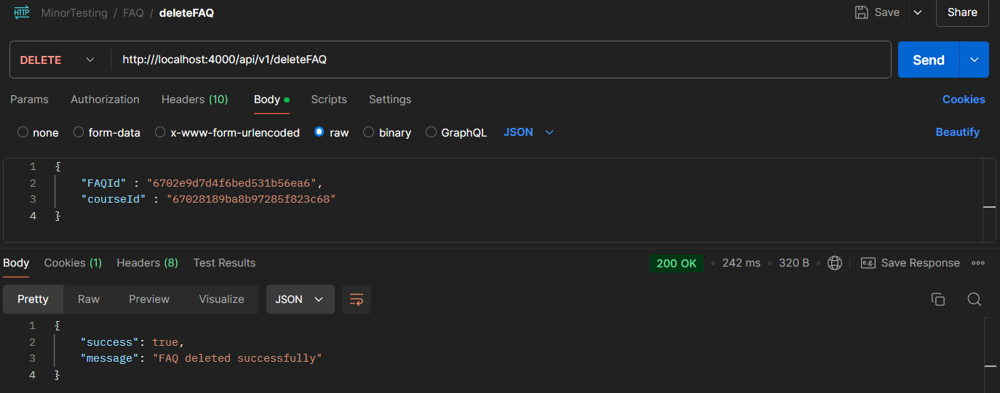 HTTP MinorTesting / FAQ / deleteFAQ Save Share
DELETE http:///localhost:4000/api/v1/deleteFAQ Send
Params Authorization Headers (10) Body Scripts Settings Cookies
none form-data x-www-form-urlencoded raw binary GraphQL JSON Beautify
1 {
2 "FAQId" : "6702e9d7d4f6bed531b56ea6",
3 "courseId" : "67028189ba8b97285f823c68"
4 }
Body Cookies (1) Headers (8) Test Results 200 OK 242 ms 320 B e.g. Save Response
Pretty Raw Preview Visualize JSON
1 {
2 "success": true,
3 "message": "FAQ deleted successfully"
4 }